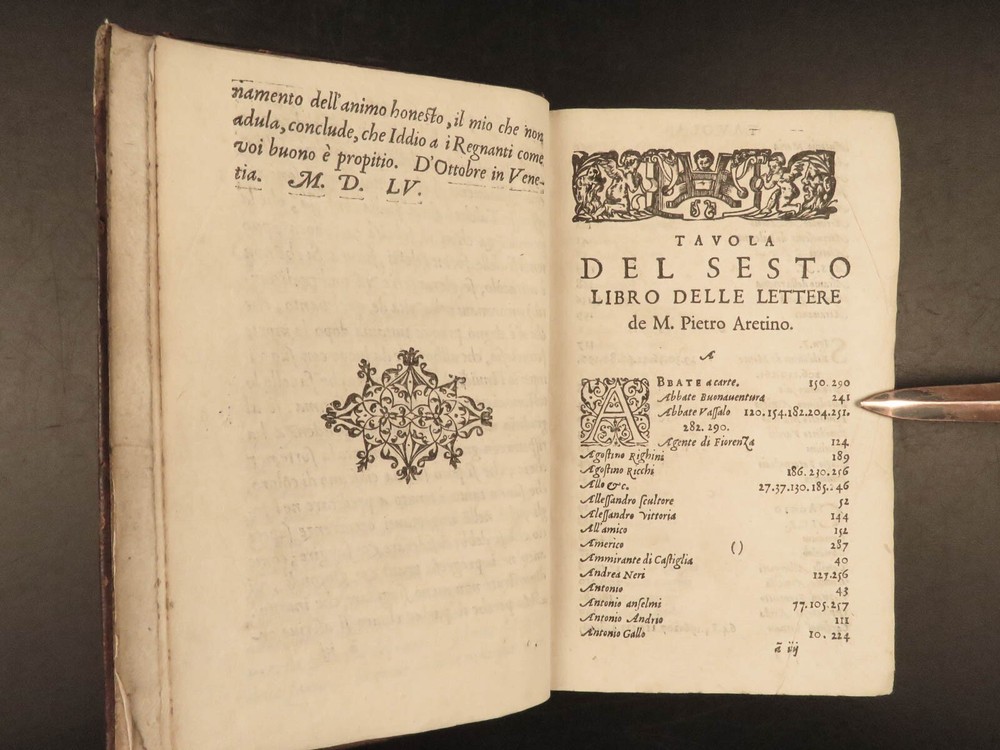 namento dell'animo honesto, il mio che non
adula, conclude, che Iddio a i Regnanti come
voi buono è propitio. D'Ottobre in Vene-
tia. M. D. LV.
TAVOLA
DEL SESTO
LIBRO DELLE LETTERE
de M. Pietro Aretino.
A
ABBATE a carte. 150.290
Abbate Buonaventura 241
Abbate Vassalo 120.154.182.204.251.
282. 290.
Agente di Fiorenza 124
Agostino Righini 189
Agostino Ricchi 186.230.256
Allo &c. 27.37.130.185.
Allessandro scultore 52
Alessandro Vittoria 144
All'amico 152
Americo ( ) 287
Ammirante di Castiglia 40
Andrea Neri 127.256
Antonio 43
Antonio anselmi 77.105.257
Antonio Andrio 111
Antonio Gallo 10. 224
ã iiij